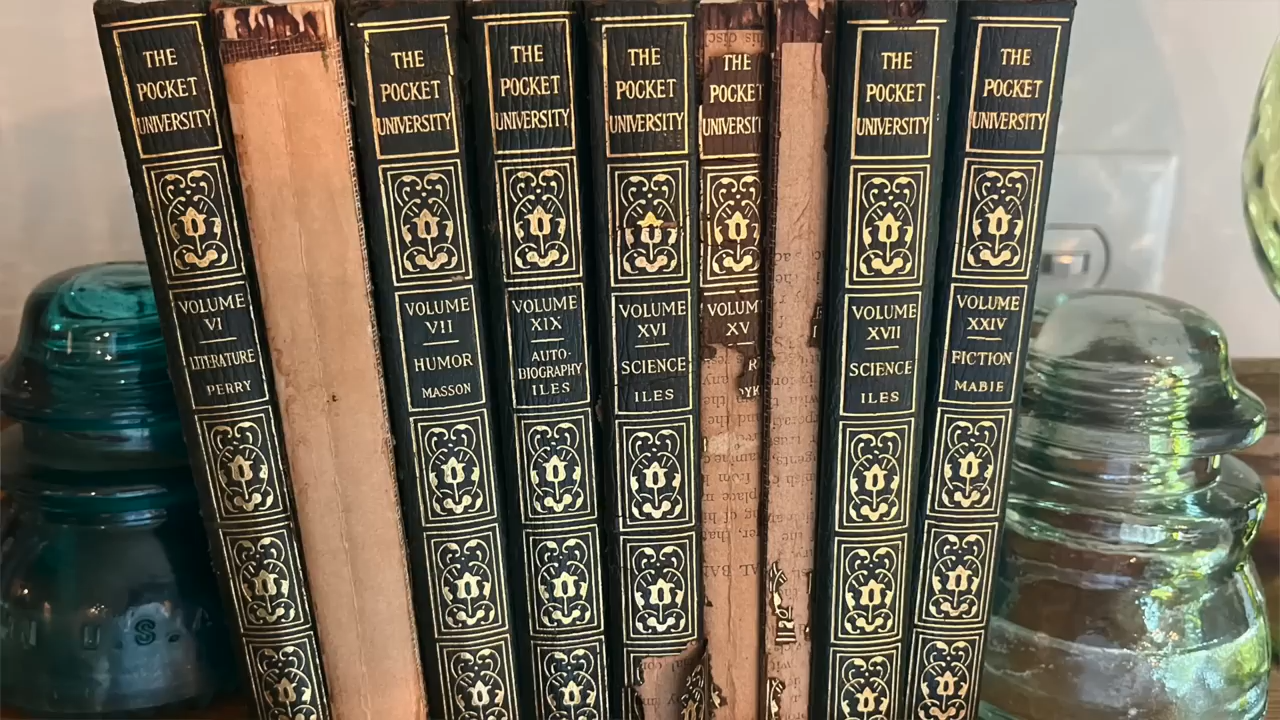 THE
POCKET
UNIVERSITY
VOLUME
VI
LITERATURE
PERRY
THE
POCKET
UNIVERSITY
VOLUME
VII
HUMOR
MASSON
THE
POCKET
UNIVERSITY
VOLUME
XIX
AUTO-
BIOGRAPHY
ILES
THE
POCKET
UNIVERSITY
VOLUME
XVI
SCIENCE
ILES
THE
POCKET
UNIVERSIT
VOLUM
XV
THE
POCKET
UNIVERSITY
VOLUME
XVII
SCIENCE
ILES
THE
POCKET
UNIVERSITY
VOLUME
XXIV
FICTION
MABIE
U.S.